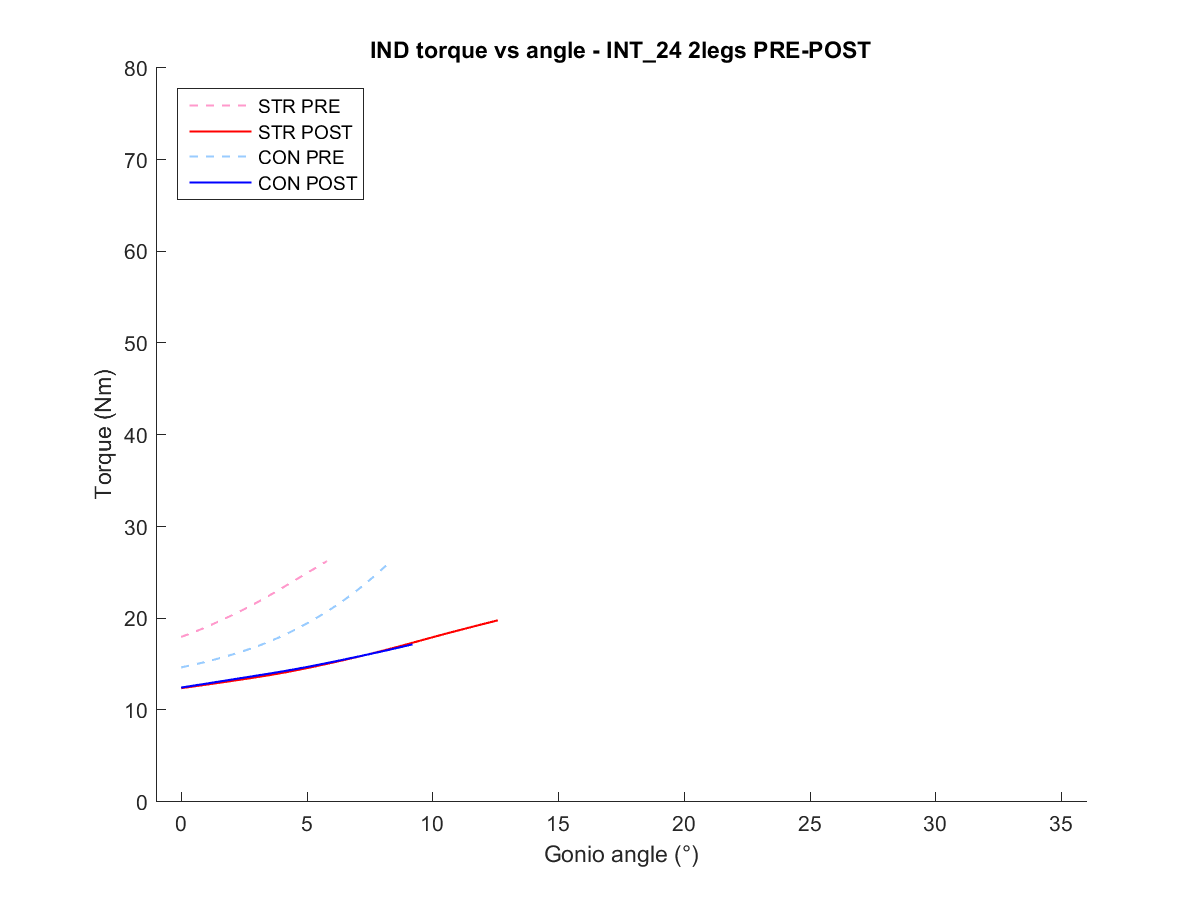 IND torque vs angle - INT_24 2legs PRE-POST
STR PRE
STR POST
CON PRE
CON POST
80
70
60
50
40
30
20
10
0
Torque (Nm)
0 5 10 15 20 25 30 35
Gonio angle (°)